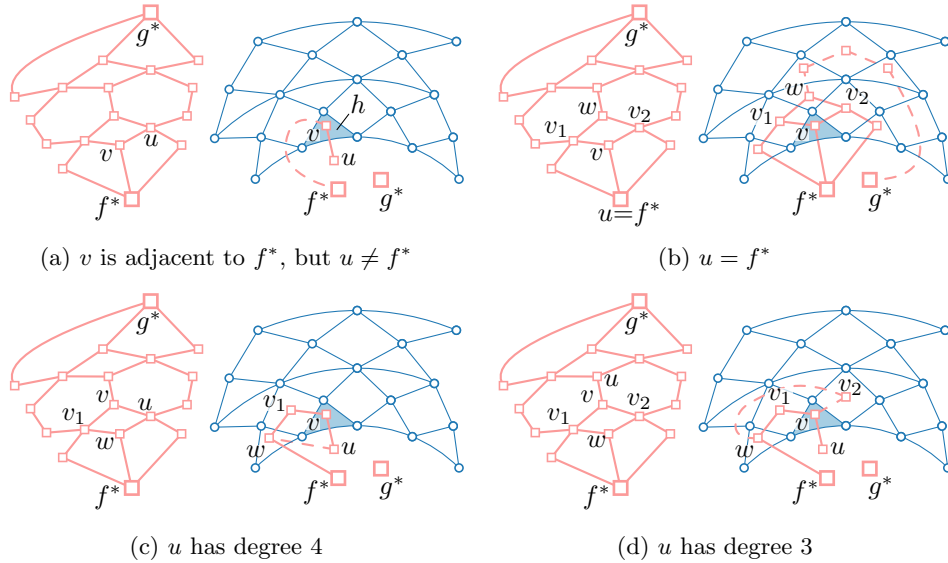 g*
h
v
u
v
u
f*
f*
g*
(a) v is adjacent to f*, but u ≠ f*
g*
w
v₁
v₂
v
u=f*
w
v₂
v₁
v
f*
g*
(b) u = f*
g*
v
u
v₁
w
f*
v₁
v
w
u
f*
g*
(c) u has degree 4
g*
u
v
v₁
v₂
w
f*
v₁
v₂
v
w
u
f*
g*
(d) u has degree 3